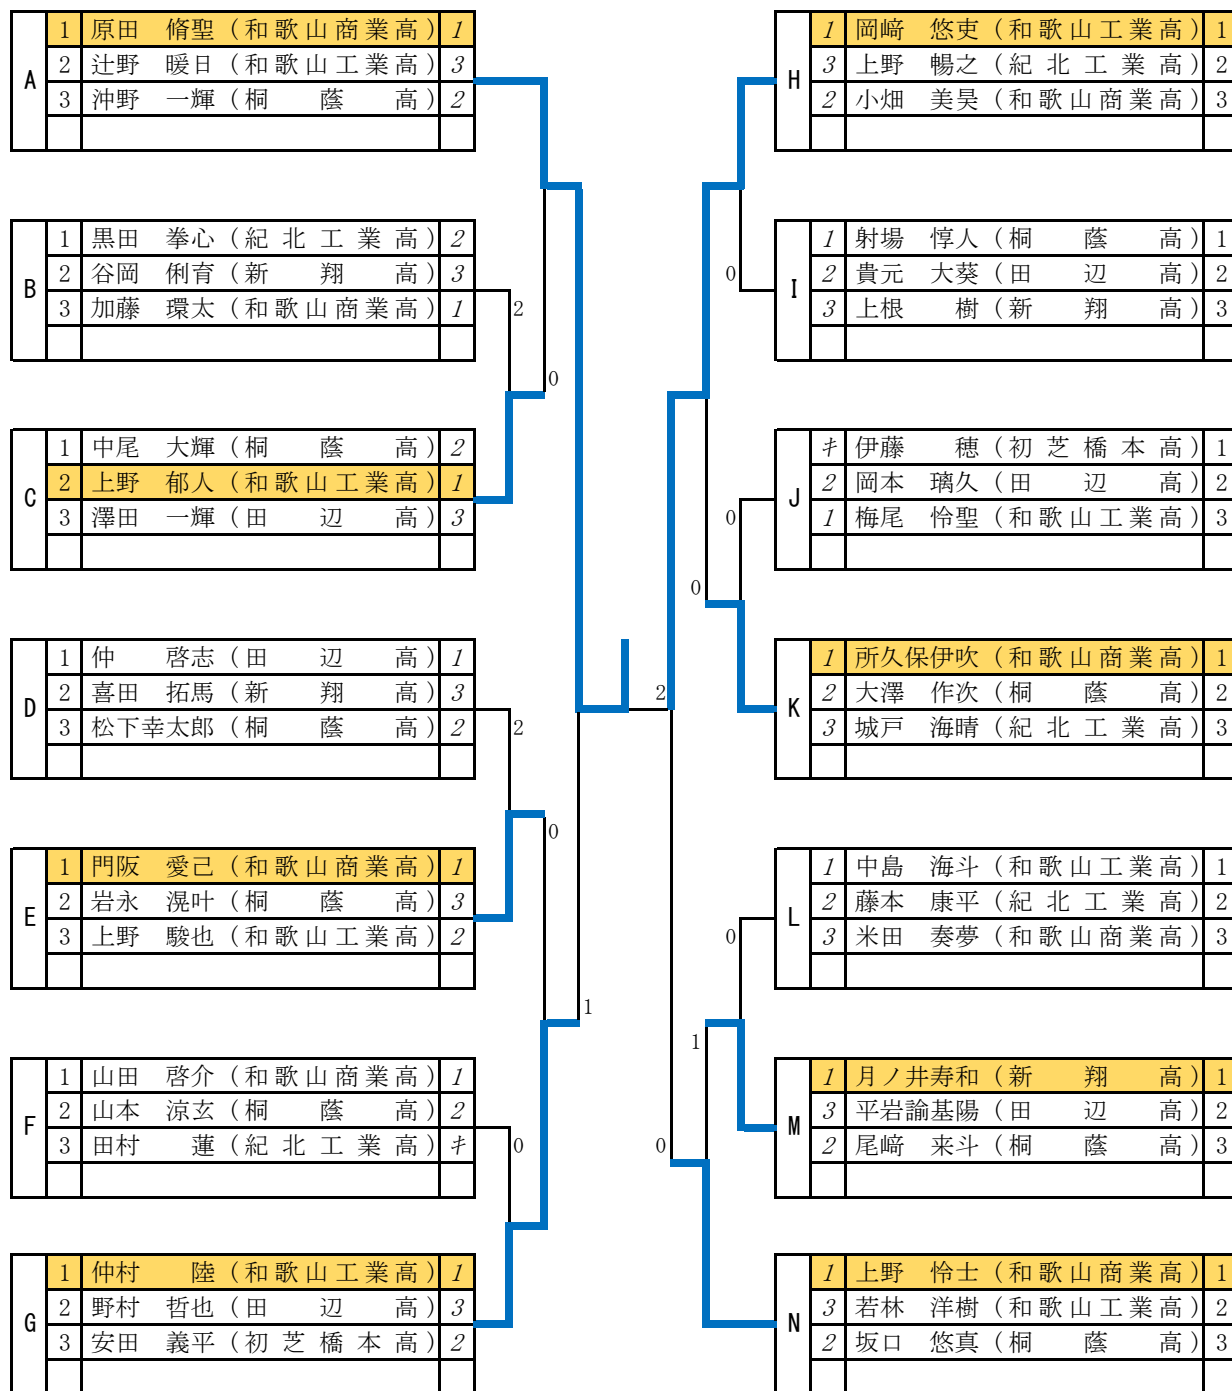 A
1 原田 脩聖 (和歌山商業高) 1
2 辻野 暖日 (和歌山工業高) 3
3 沖野 一輝 (桐蔭高) 2
B
1 黒田 拳心 (紀北工業高) 2
2 谷岡 俐育 (新翔高) 3
3 加藤 環太 (和歌山商業高) 1
2
0
C
1 中尾 大輝 (桐蔭高) 2
2 上野 郁人 (和歌山工業高) 1
3 澤田 一輝 (田辺高) 3
D
1 仲 啓志 (田辺高) 1
2 喜田 拓馬 (新翔高) 3
3 松下幸太郎 (桐蔭高) 2
2
0
E
1 門阪 愛己 (和歌山商業高) 1
2 岩永 滉叶 (桐蔭高) 3
3 上野 駿也 (和歌山工業高) 2
1
F
1 山田 啓介 (和歌山商業高) 1
2 山本 涼玄 (桐蔭高) 2
3 田村 蓮 (紀北工業高) キ
0
G
1 仲村 陸 (和歌山工業高) 1
2 野村 哲也 (田辺高) 3
3 安田 義平 (初芝橋本高) 2
2
H
1 岡﨑 悠吏 (和歌山工業高) 1
3 上野 暢之 (紀北工業高) 2
2 小畑 美昊 (和歌山商業高) 3
0
I
1 射場 惇人 (桐蔭高) 1
2 貴元 大葵 (田辺高) 2
3 上根 樹 (新翔高) 3
J
キ 伊藤 穂 (初芝橋本高) 1
2 岡本 璃久 (田辺高) 2
1 梅尾 怜聖 (和歌山工業高) 3
0
0
K
1 所久保伊吹 (和歌山商業高) 1
2 大澤 作次 (桐蔭高) 2
3 城戸 海晴 (紀北工業高) 3
L
1 中島 海斗 (和歌山工業高) 1
2 藤本 康平 (紀北工業高) 2
3 米田 奏夢 (和歌山商業高) 3
0
1
M
1 月ノ井寿和 (新翔高) 1
3 平岩諭基陽 (田辺高) 2
2 尾﨑 来斗 (桐蔭高) 3
0
N
1 上野 怜士 (和歌山商業高) 1
3 若林 洋樹 (和歌山工業高) 2
2 坂口 悠真 (桐蔭高) 3